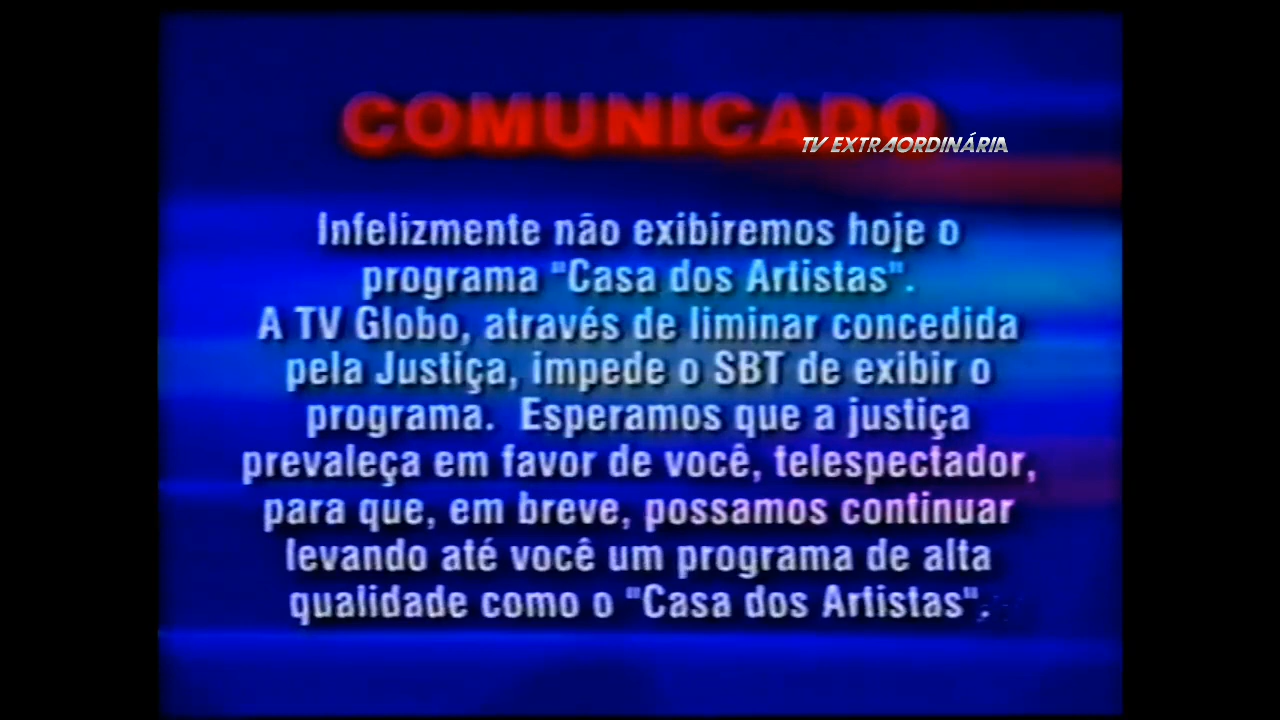 COMUNICADO
TV EXTRAORDINÁRIA
Infelizmente não exibiremos hoje o
programa "Casa dos Artistas".
A TV Globo, através de liminar concedida
pela Justiça, impede o SBT de exibir o
programa.  Esperamos que a justiça
prevaleça em favor de você, telespectador,
para que, em breve, possamos continuar
levando até você um programa de alta
qualidade como o "Casa dos Artistas".